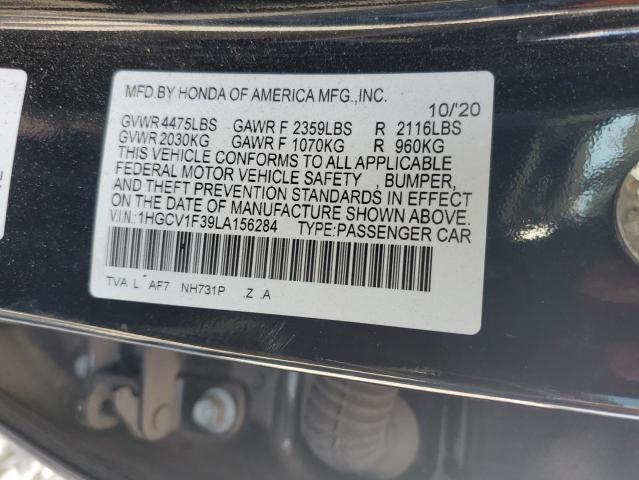 MFD.BY HONDA OF AMERICA MFG.,INC.
10/'20
GVWR 4475LBS GAWR F 2359LBS R 2116LBS
GVWR 2030KG GAWR F 1070KG R 960KG
THIS VEHICLE CONFORMS TO ALL APPLICABLE
FEDERAL MOTOR VEHICLE SAFETY , BUMPER,
AND THEFT PREVENTION STANDARDS IN EFFECT
ON THE DATE OF MANUFACTURE SHOWN ABOVE.
V.I.N.:1HGCV1F39LA156284 TYPE:PASSENGER CAR
TVA L AF7 NH731P .Z .A